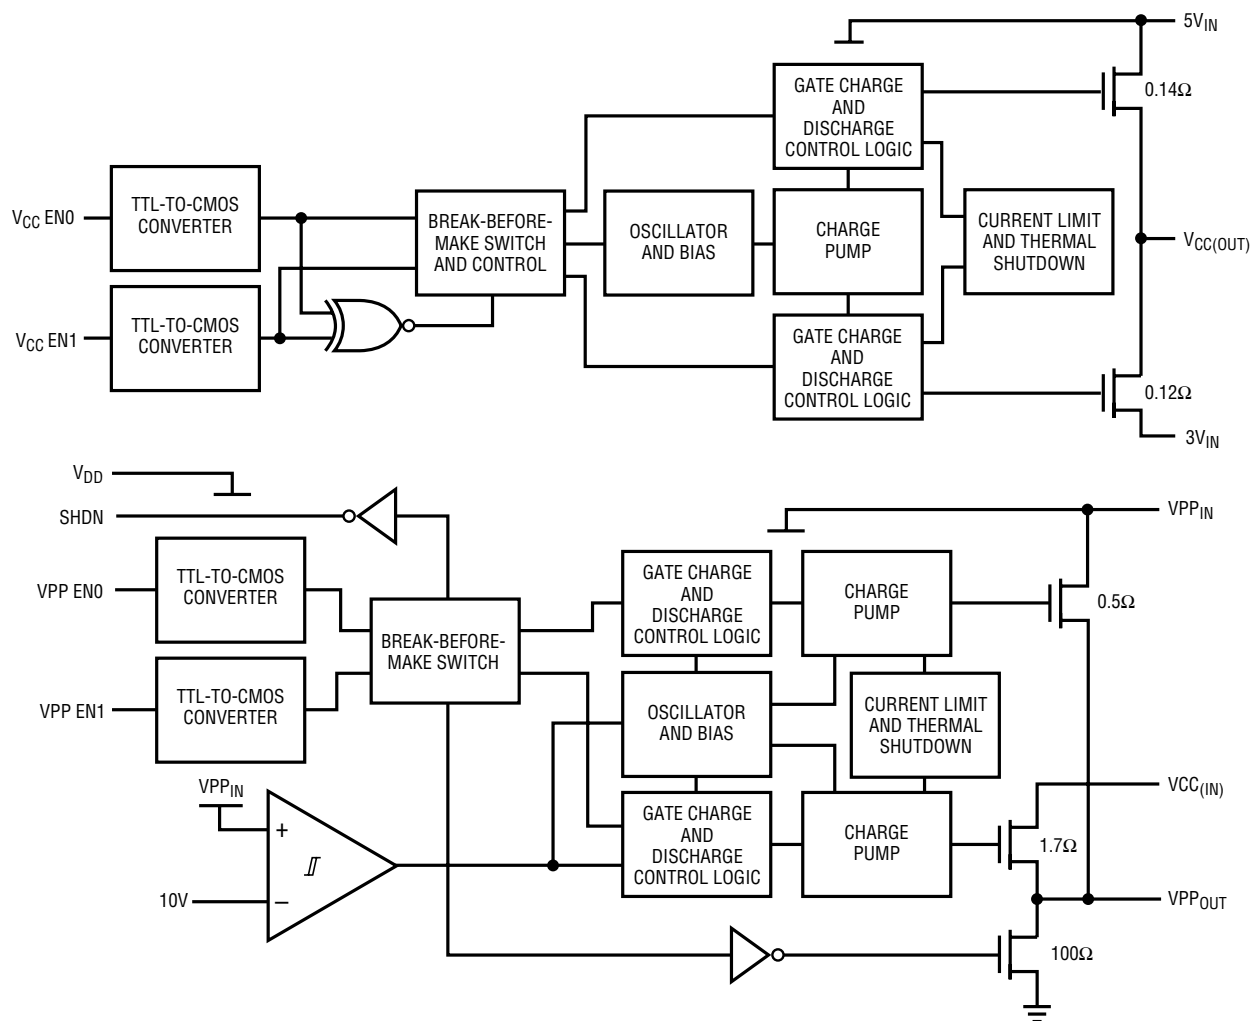 5VIN
GATE CHARGE
AND
DISCHARGE
CONTROL LOGIC
0.14Ω
TTL-TO-CMOS
CONVERTER
VCC EN0
BREAK-BEFORE-
MAKE SWITCH
AND CONTROL
OSCILLATOR
AND BIAS
CHARGE
PUMP
CURRENT LIMIT
AND THERMAL
SHUTDOWN
VCC(OUT)
TTL-TO-CMOS
CONVERTER
VCC EN1
GATE CHARGE
AND
DISCHARGE
CONTROL LOGIC
0.12Ω
3VIN
VDD
SHDN
VPPIN
TTL-TO-CMOS
CONVERTER
VPP EN0
GATE CHARGE
AND
DISCHARGE
CONTROL LOGIC
CHARGE
PUMP
0.5Ω
BREAK-BEFORE-
MAKE SWITCH
TTL-TO-CMOS
CONVERTER
VPP EN1
OSCILLATOR
AND BIAS
CURRENT LIMIT
AND THERMAL
SHUTDOWN
VPPIN
VCC(IN)
+
GATE CHARGE
AND
DISCHARGE
CONTROL LOGIC
CHARGE
PUMP
1.7Ω
10V
–
VPPOUT
100Ω